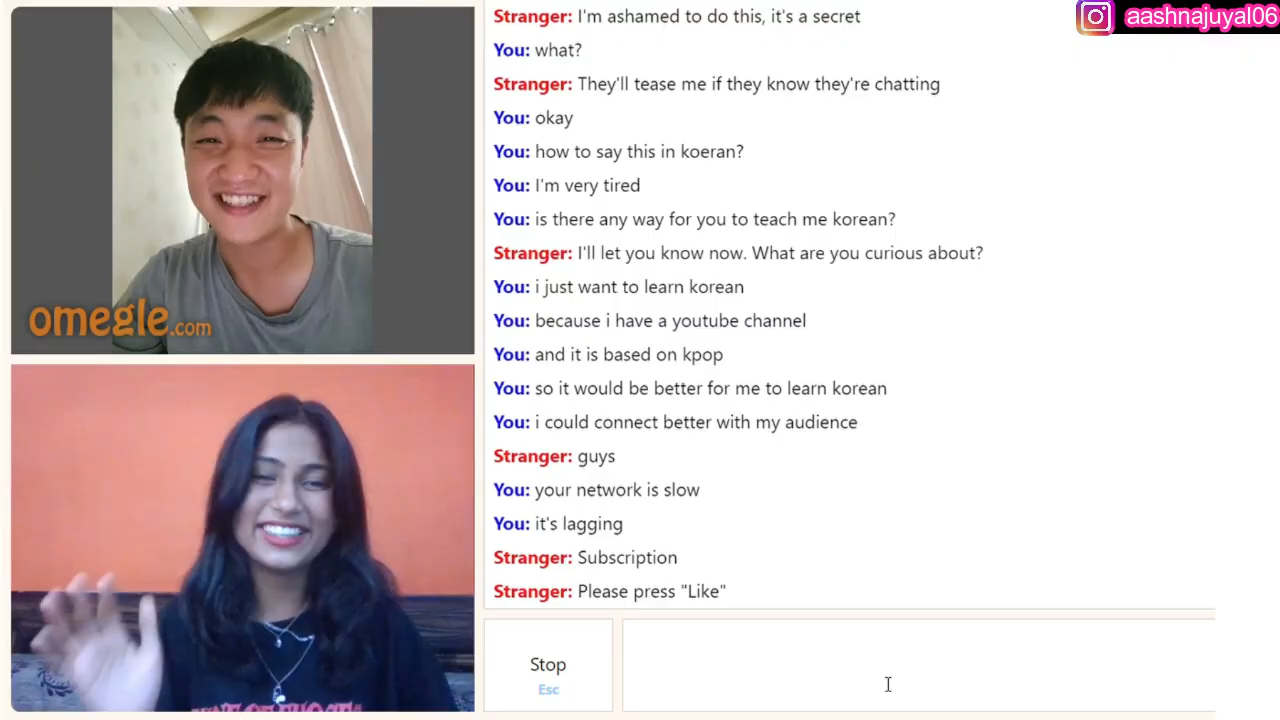 aashnajuyal06
omegle.com
Stranger: I'm ashamed to do this, it's a secret
You: what?
Stranger: They'll tease me if they know they're chatting
You: okay
You: how to say this in koeran?
You: I'm very tired
You: is there any way for you to teach me korean?
Stranger: I'll let you know now. What are you curious about?
You: i just want to learn korean
You: because i have a youtube channel
You: and it is based on kpop
You: so it would be better for me to learn korean
You: i could connect better with my audience
Stranger: guys
You: your network is slow
You: it's lagging
Stranger: Subscription
Stranger: Please press "Like"
Stop
Esc